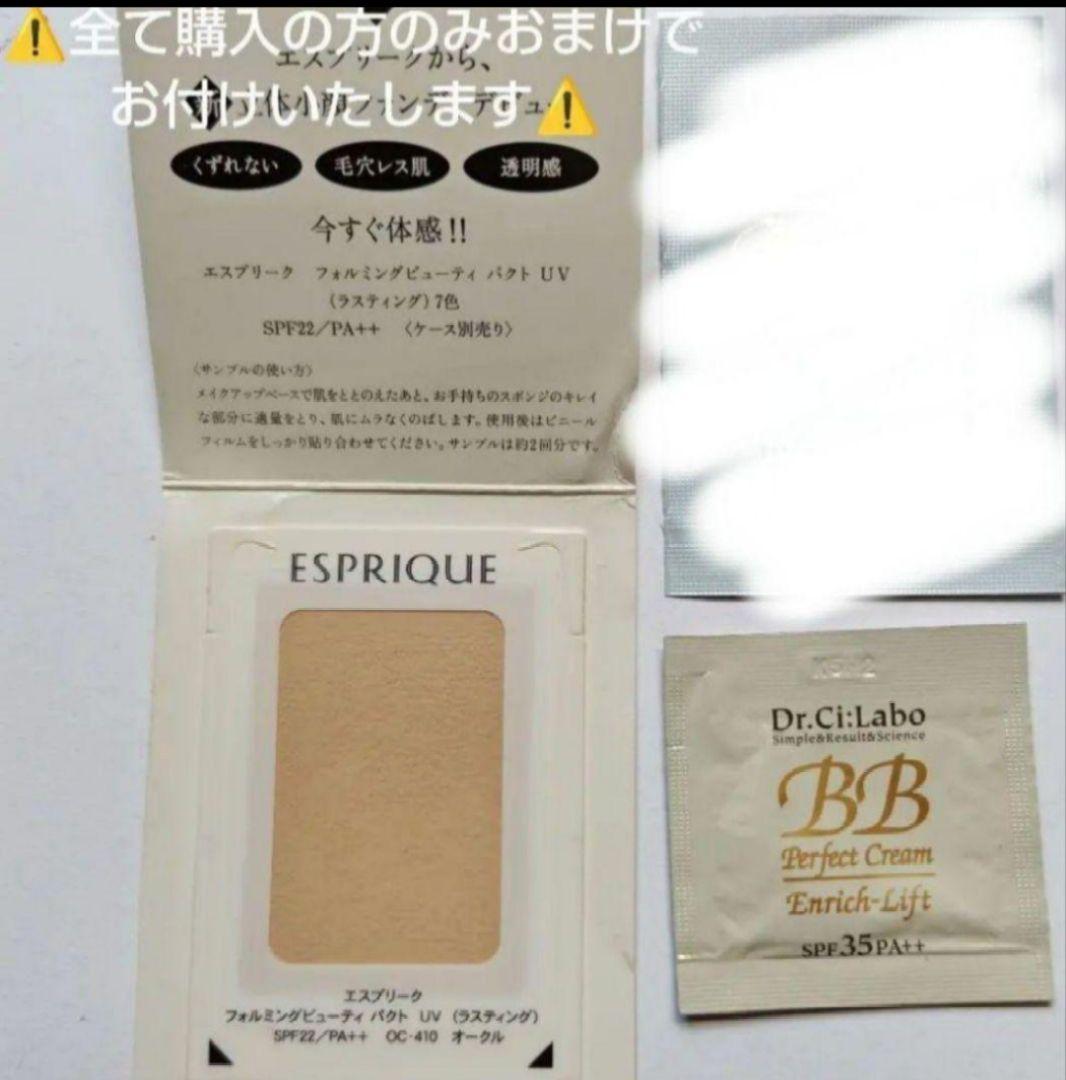 ⚠️全て購入の方のみおまけで
お付けいたします⚠️
エスプリークから、
立体小顔ファンデ デビュー
くずれない
毛穴レス肌
透明感
今すぐ体感!!
エスプリーク フォルミングビューティ パクト UV
(ラスティング)7色
SPF22/PA++ 〈ケース別売り〉
〈サンプルの使い方〉
メイクアップベースで肌をととのえたあと、お手持ちのスポンジのキレイ
な部分に適量をとり、肌にムラなくのばします。使用後はビニール
フィルムをしっかり貼り合わせてください。サンプルは約2回分です。
ESPRIQUE
エスプリーク
フォルミングビューティ パクト UV (ラスティング)
SPF22/PA++ OC-410 オークル
Dr.Ci:Labo
Simple&Result&Science
BB
Perfect Cream
Enrich-Lift
SPF35PA++